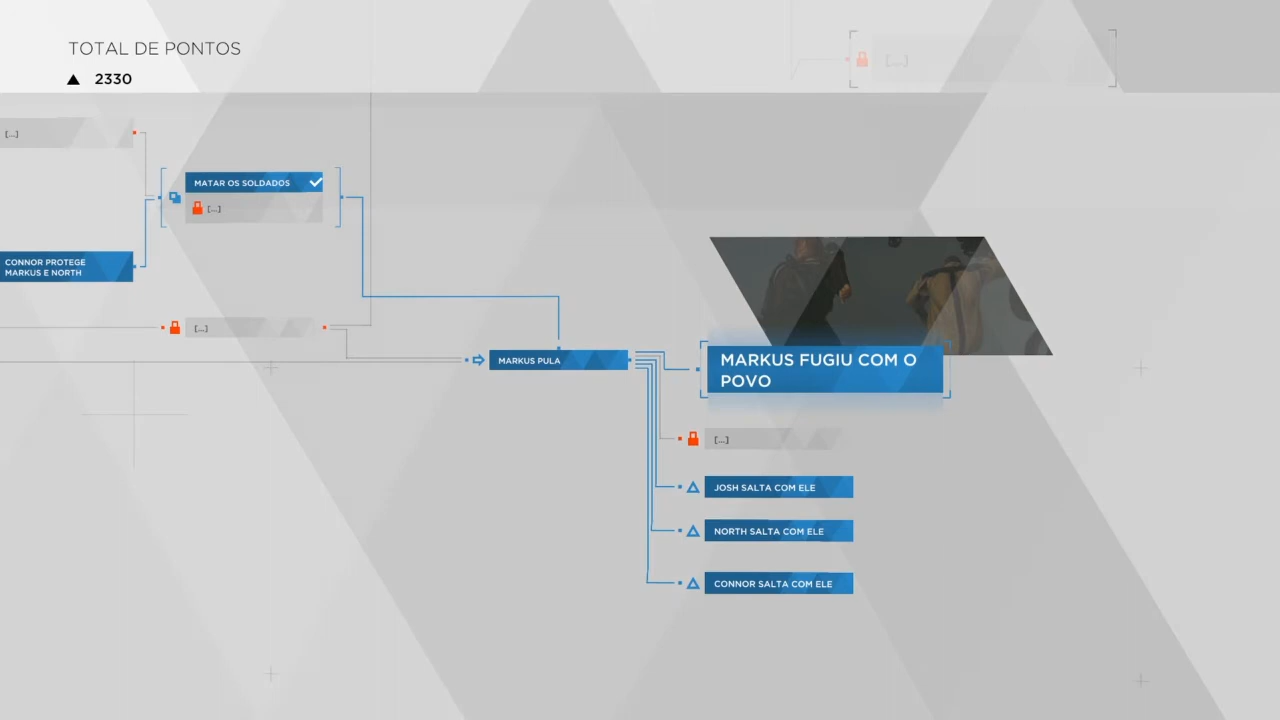 TOTAL DE PONTOS
2330
[...]
[...]
MATAR OS SOLDADOS
[...]
CONNOR PROTEGE
MARKUS E NORTH
[...]
MARKUS PULA
MARKUS FUGIU COM O
POVO
[...]
JOSH SALTA COM ELE
NORTH SALTA COM ELE
CONNOR SALTA COM ELE